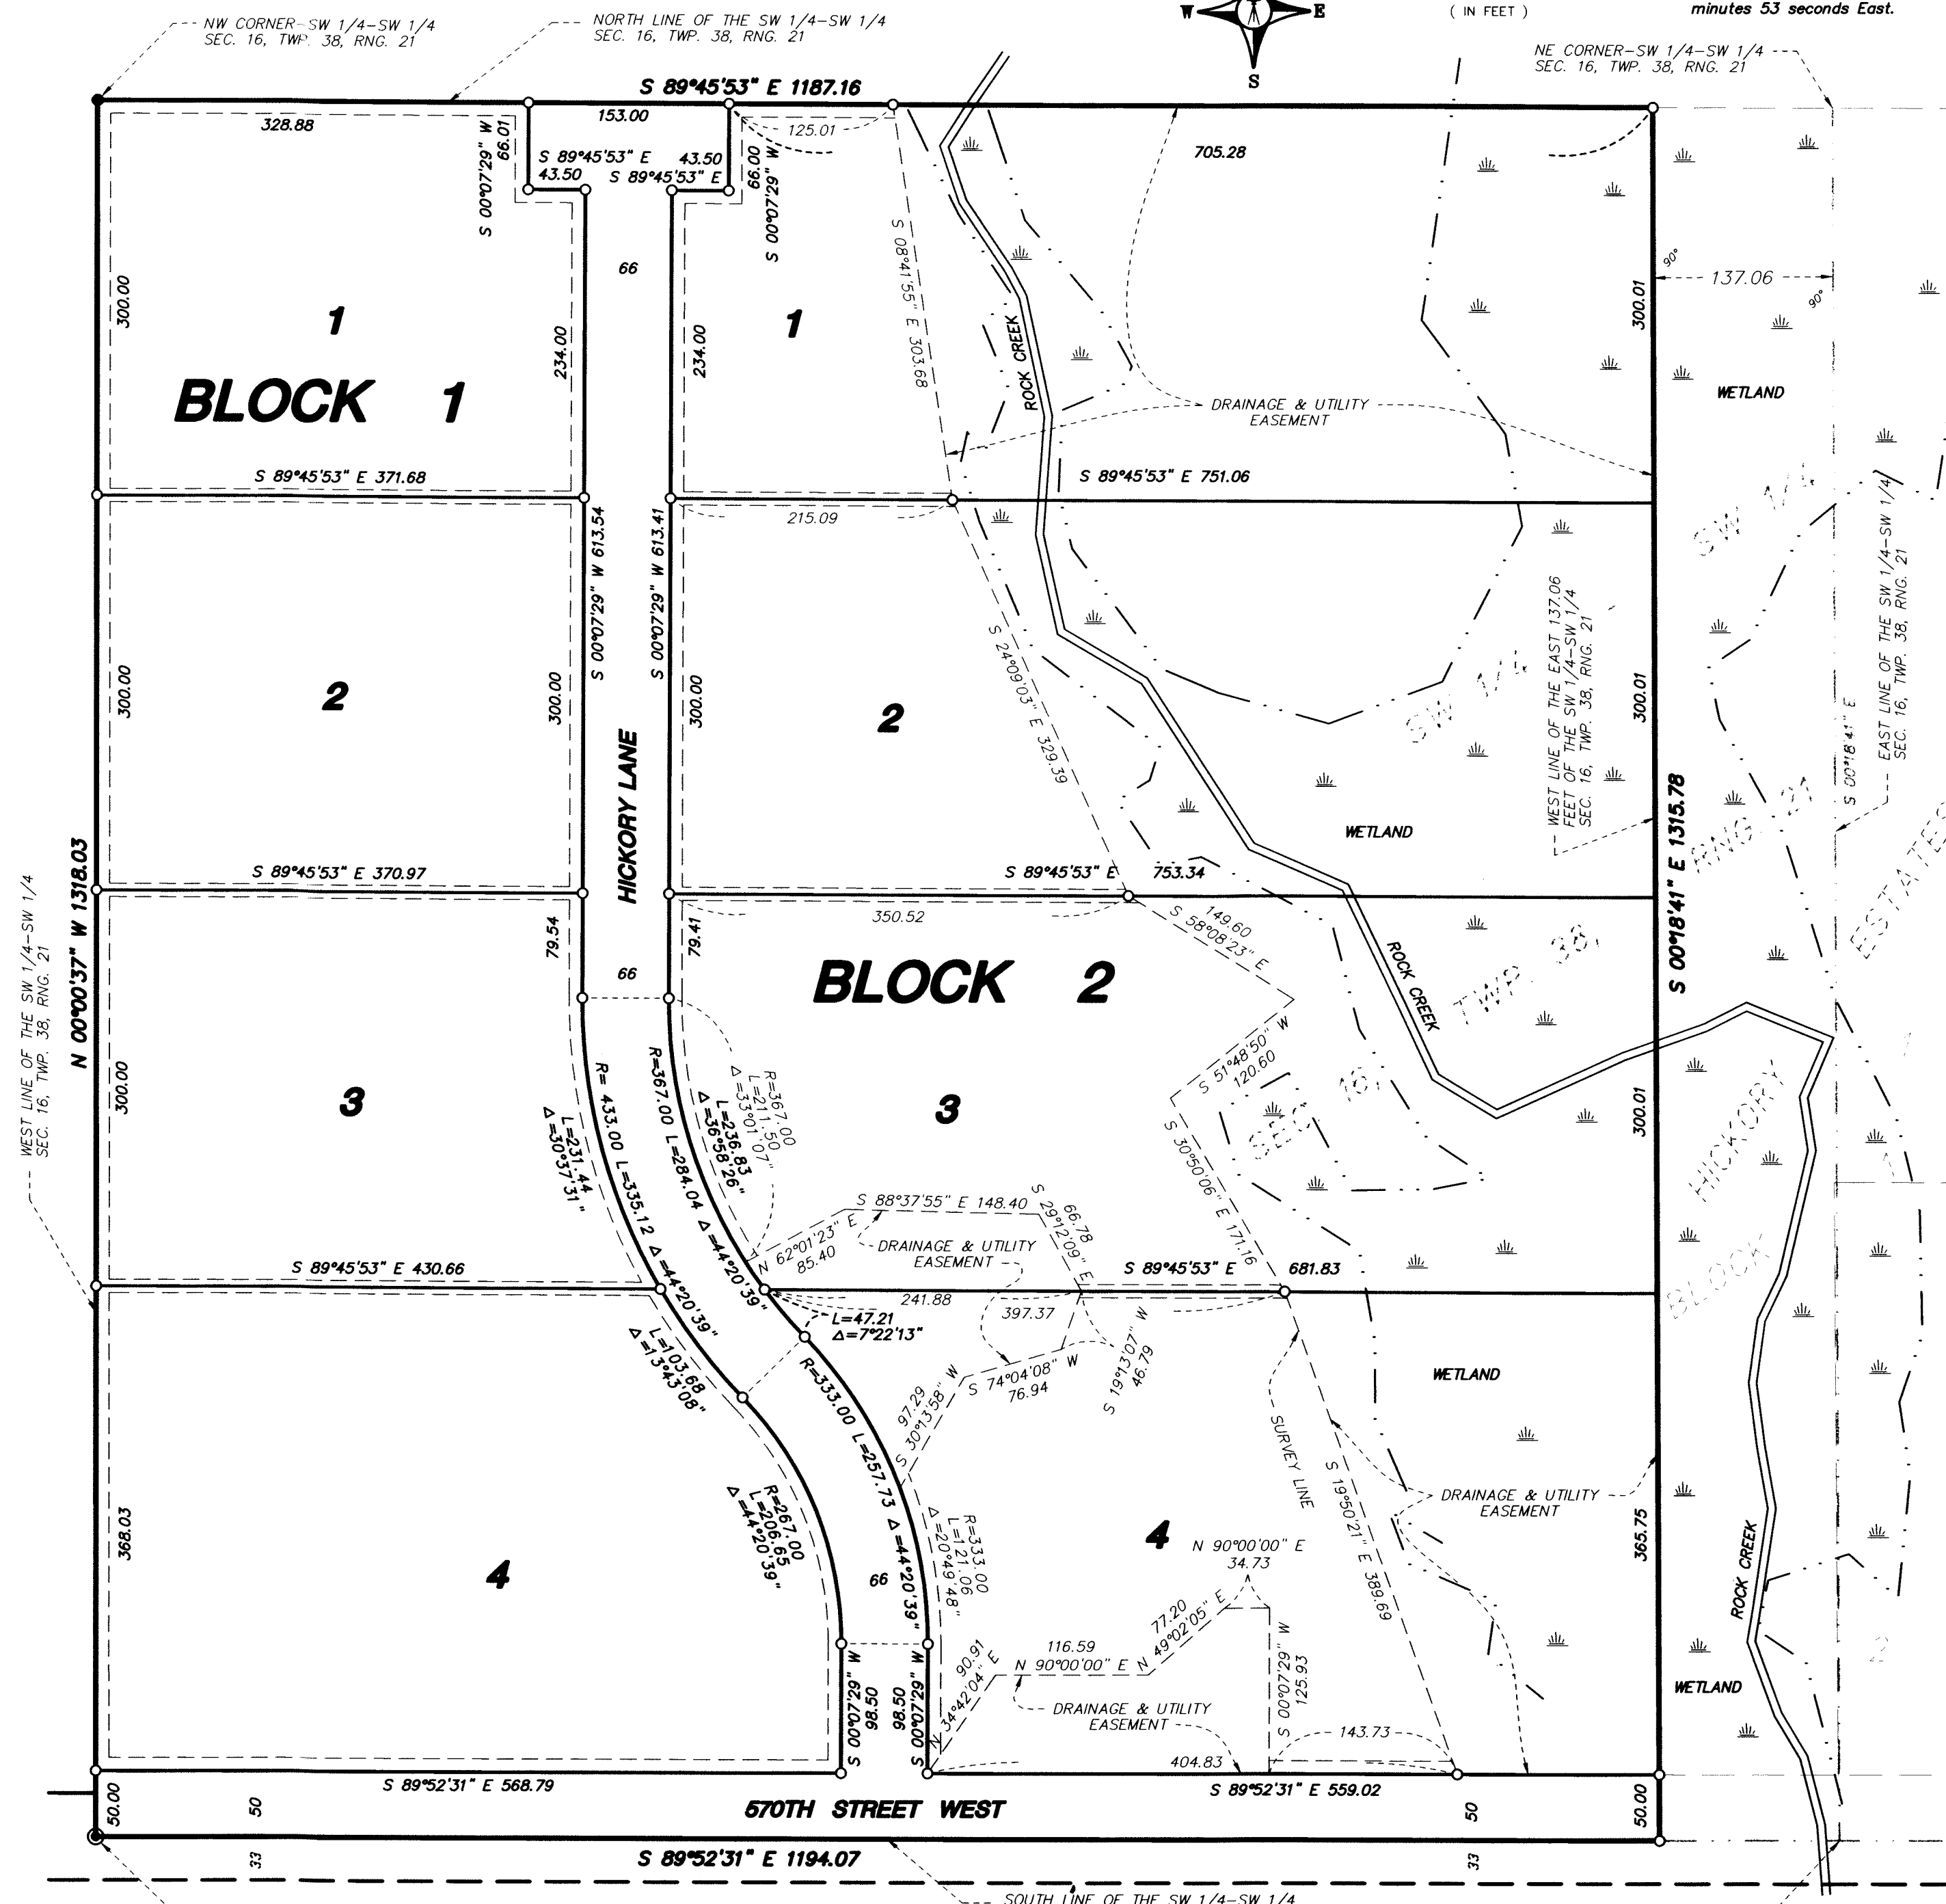 NW CORNER-SW 1/4-SW 1/4
SEC. 16, TWP. 38, RNG. 21
NORTH LINE OF THE SW 1/4-SW 1/4
SEC. 16, TWP. 38, RNG. 21
W
E
S
( IN FEET )
minutes 53 seconds East.
NE CORNER-SW 1/4-SW 1/4
SEC. 16, TWP. 38, RNG. 21
S 89°45'53" E 1187.16
328.88
S 00°07'29" W
66.01
153.00
S 89°45'53" E
43.50
43.50
S 89°45'53" E
66.00
S 00°07'29" W
125.01
705.28
66
300.00
1
BLOCK 1
234.00
234.00
1
S 08°41'55" E 303.68
ROCK CREEK
DRAINAGE & UTILITY
EASEMENT
300.01
90°
137.06
90°
WETLAND
S 89°45'53" E 371.68
S 89°45'53" E 751.06
215.09
S 00°07'29" W 613.54
S 00°07'29" W 613.41
300.00
2
300.00
HICKORY LANE
300.00
2
S 24°09'03" E 329.39
WETLAND
WEST LINE OF THE EAST 137.06
FEET OF THE SW 1/4-SW 1/4
SEC. 16, TWP. 38, RNG. 21
300.01
S 00°18'41" E 1315.78
SW 1/4
SW 1/4
RNG. 21
S 00°18'41" E
EAST LINE OF THE SW 1/4-SW 1/4
SEC. 16, TWP. 38, RNG. 21
ESTATES
WEST LINE OF THE SW 1/4-SW 1/4
SEC. 16, TWP. 38, RNG. 21
N 00°00'37" W 1318.03
S 89°45'53" E 370.97
S 89°45'53" E 753.34
350.52
79.54
66
79.41
BLOCK 2
149.60
S 58°08'23" E
ROCK CREEK
TWP. 38,
S 51°48'50" W
120.60
SEC. 16,
HICKORY
BLOCK
1
300.00
3
R= 433.00 L=335.12 Δ=44°20'39"
L=231.44
Δ=30°37'31"
R=367.00 L=284.04 Δ=44°20'39"
L=236.83
Δ=36°58'26"
R=367.00
L=211.50
Δ=33°01'07"
3
S 30°50'06" E 171.16
300.01
S 88°37'55" E 148.40
N 62°01'23" E
85.40
DRAINAGE & UTILITY
EASEMENT
66.78
S 29°12'09" E
S 89°45'53" E 430.66
S 89°45'53" E 681.83
241.88
397.37
L=47.21
Δ=7°22'13"
L=103.68
Δ=13°43'08"
97.29
S 30°13'58" W
S 74°04'08" W
76.94
S 19°13'07" W
46.79
WETLAND
SURVEY LINE
R=333.00 L=257.73 Δ=44°20'39"
R=267.00
L=206.65
Δ=44°20'39"
R=333.00
L=121.06
Δ=20°49'48"
DRAINAGE & UTILITY
EASEMENT
S 19°50'21" E 389.69
365.75
ROCK CREEK
368.03
4
66
4
N 90°00'00" E
34.73
77.20
N 49°02'05" E
116.59
N 90°00'00" E
90.91
N 34°42'04" E
S 00°07'29" W
125.93
2
S 00°07'29" W
98.50
98.50
S 00°07'29" W
DRAINAGE & UTILITY
EASEMENT
143.73
404.83
WETLAND
S 89°52'31" E 568.79
S 89°52'31" E 559.02
50.00
50
570TH STREET WEST
50
50.00
33
S 89°52'31" E 1194.07
33
SOUTH LINE OF THE SW 1/4-SW 1/4